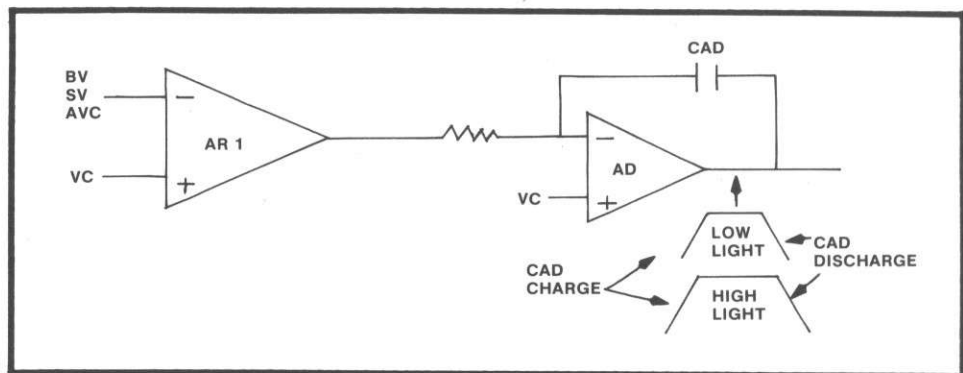 CAD
BV
SV
AVC
−
AR 1
VC
+
−
AD
VC
+
LOW
LIGHT
CAD
DISCHARGE
CAD
CHARGE
HIGH
LIGHT